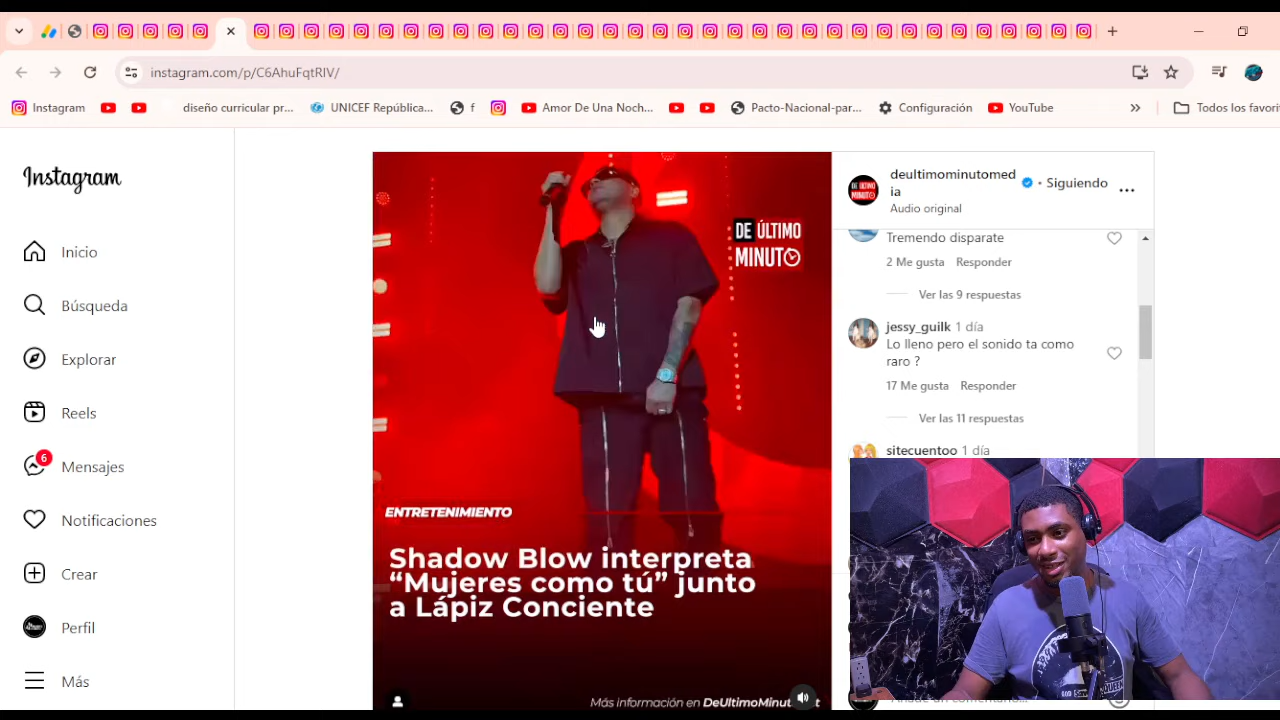 instagram.com/p/C6AhuFqtRIV/
Instagram
diseño curricular pr...
UNICEF República...
f
Amor De Una Noch...
Pacto-Nacional-par...
Configuración
YouTube
Todos los favorit
Instagram
Inicio
Búsqueda
Explorar
Reels
6
Mensajes
Notificaciones
Crear
Perfil
Más
DE ÚLTIMO
MINUTO
ENTRETENIMIENTO
Shadow Blow interpreta
“Mujeres como tú” junto
a Lápiz Conciente
Más información en DeUltimoMinut
deultimominutomed
ia
• Siguiendo
Audio original
Tremendo disparate
2 Me gusta Responder
Ver las 9 respuestas
jessy_guilk 1 día
Lo lleno pero el sonido ta como
raro ?
17 Me gusta Responder
Ver las 11 respuestas
sitecuentoo 1 día